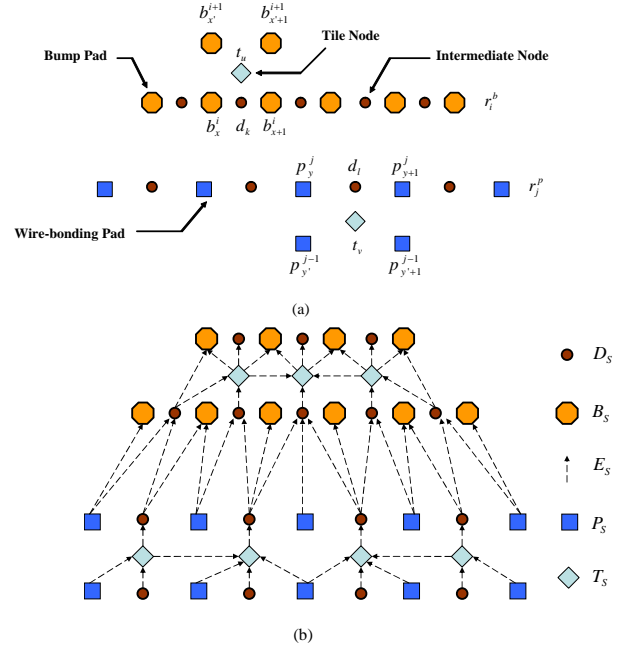 b_{x'}^{i+1} b_{x'+1}^{i+1}
Bump Pad
t_u
Tile Node
Intermediate Node
b_x^i d_k b_{x+1}^i
r_i^b
p_y^j d_l p_{y+1}^j
r_j^p
Wire-bonding Pad
t_v
p_{y'}^{j-1} p_{y'+1}^{j-1}
(a)
D_S
B_S
E_S
P_S
T_S
(b)